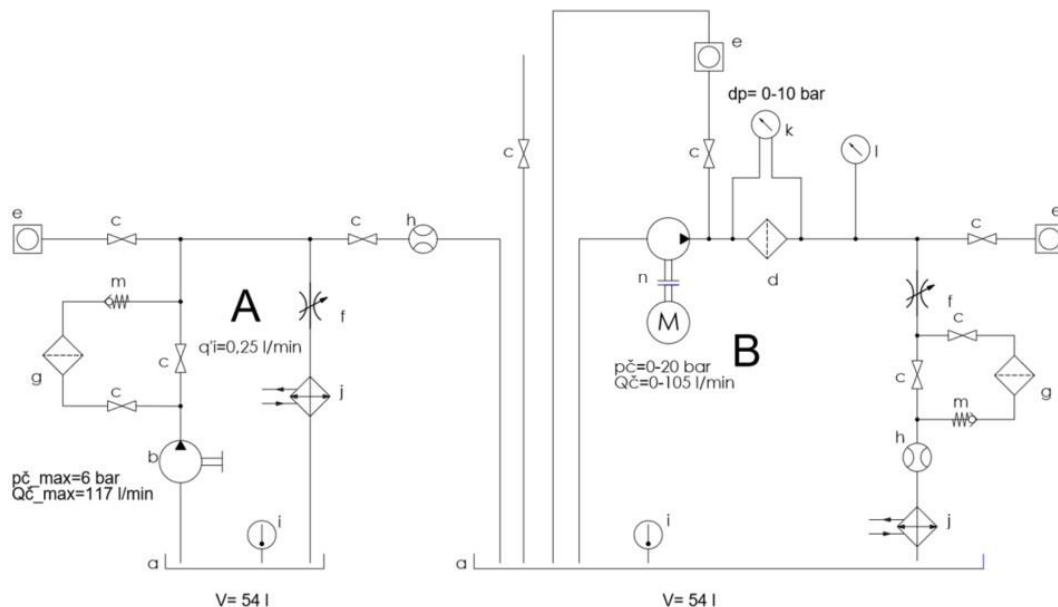 e
dp= 0-10 bar
k
c
c
l
e
c
c
h
c
e
m
A
f
n
d
f
q'i=0,25 l/min
M
B
c
g
c
c
j
pč=0-20 bar
Qč=0-105 l/min
c
g
m
b
h
pč_max=6 bar
Qč_max=117 l/min
i
i
j
a
a
V= 54 l
V= 54 l